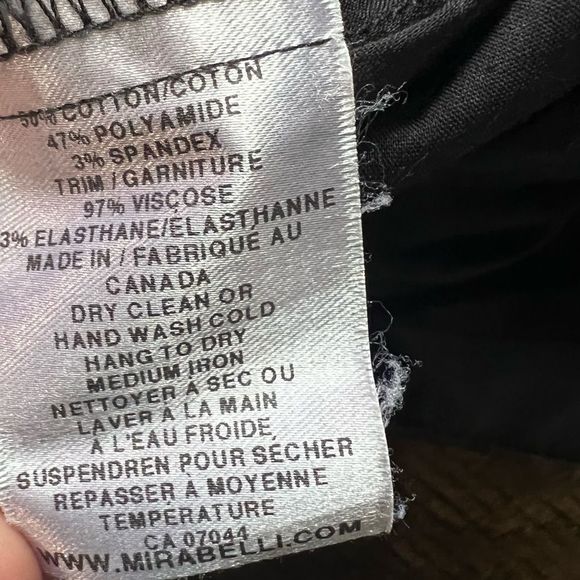 50% COTTON/COTON
47% POLYAMIDE
3% SPANDEX
TRIM / GARNITURE
97% VISCOSE
3% ELASTHANE/ÉLASTHANNE
MADE IN / FABRIQUÉ AU
CANADA
DRY CLEAN OR
HAND WASH COLD
HANG TO DRY
MEDIUM IRON
NETTOYER À SEC OU
LAVER À LA MAIN
À L'EAU FROIDE,
SUSPENDREN POUR SÉCHER
REPASSER À MOYENNE
TEMPERATURE
CA 07044
WWW.MIRABELLI.COM